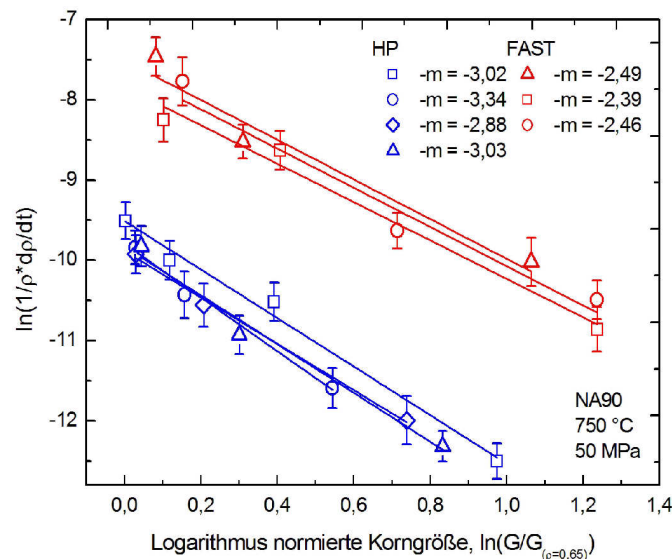 HP FAST
-m = -3,02 -m = -2,49
-m = -3,34 -m = -2,39
-m = -2,88 -m = -2,46
-m = -3,03
-7
-8
-9
-10
-11
-12
ln(1/ρ*dρ/dt)
NA90
750 °C
50 MPa
0,0 0,2 0,4 0,6 0,8 1,0 1,2 1,4
Logarithmus normierte Korngröße, ln(G/G(ρ=0.65))